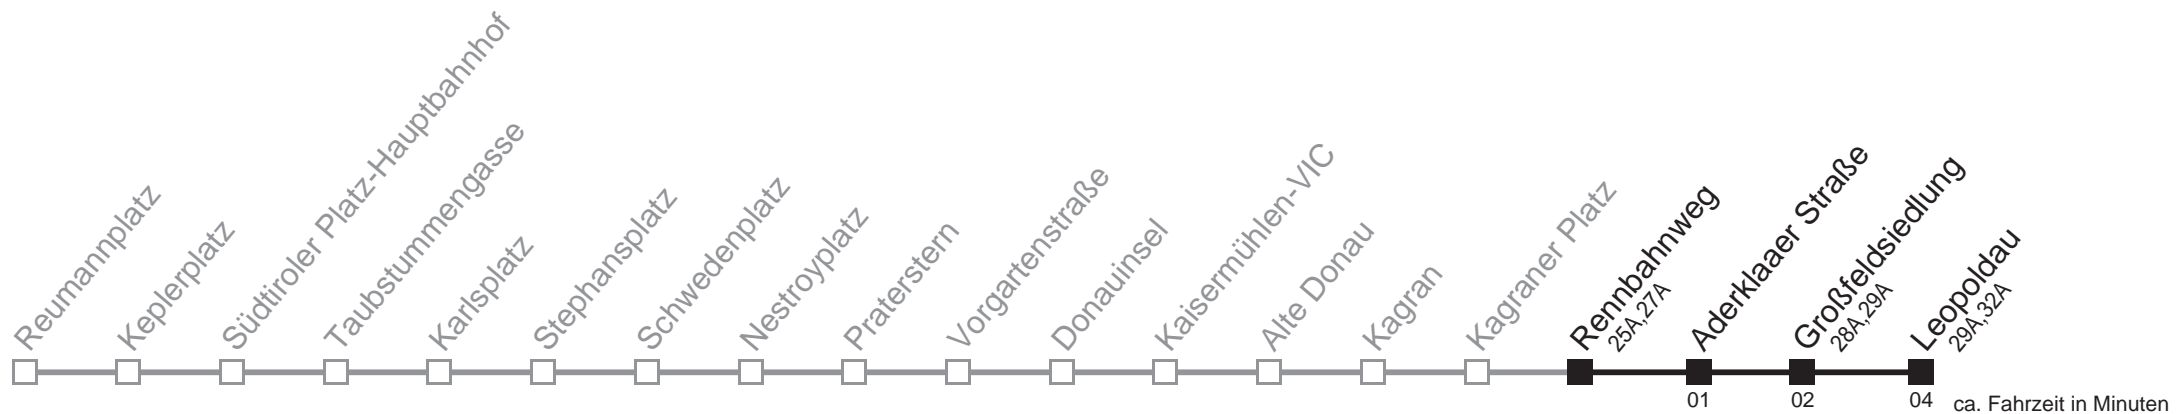 Reumannplatz
Keplerplatz
Südtiroler Platz-Hauptbahnhof
Taubstummengasse
Karlsplatz
Stephansplatz
Schwedenplatz
Nestroyplatz
Praterstern
Vorgartenstraße
Donauinsel
Kaisermühlen-VIC
Alte Donau
Kagran
Kagraner Platz
Rennbahnweg
25A,27A
Aderklaaer Straße
Großfeldsiedlung
28A,29A
Leopoldau
29A,32A
01
02
04
ca. Fahrzeit in Minuten